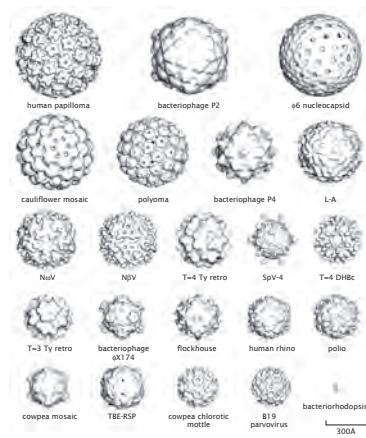 human papilloma bacteriophage P2 ϕ6 nucleocapsid
cauliflower mosaic polyoma bacteriophage P4 L-A
NωV NβV T=4 Ty retro SpV-4 T=4 DHBc
T=3 Ty retro bacteriophage ϕX174 flockhouse human rhino polio
cowpea mosaic TBE-RSP cowpea chlorotic mottle B19 parvovirus bacteriorhodopsin
300Å